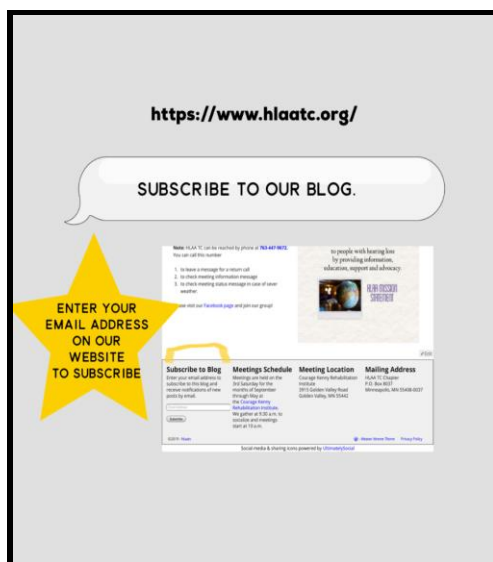 https://www.hlaatc.org/
SUBSCRIBE TO OUR BLOG.
ENTER YOUR
EMAIL ADDRESS
ON OUR
WEBSITE
TO SUBSCRIBE
Note: HLAA TC can be reached by phone at
You can call this number
1. to leave a message for a return call
2. to check meeting information message
3. to check meeting status message in case of sever
weather.
visit our Facebook page and join our group!
to people with hearing loss
by providing information,
education, support and advocacy.
HLAA MISSION
STATEMENT
Subscribe to Blog
Enter your email address to
subscribe to this blog and
receive notifications of new
posts by email.
Subscribe
Meetings Schedule
Meetings are held on the
3rd Saturday for the
months of September
through May at
the Courage Kenny
Rehabilitation Institute.
We gather at 9:30 a.m. to
socialize and meetings
start at 10 a.m.
Meeting Location
Courage Kenny Rehabilitation
Institute
3915 Golden Valley Road
Golden Valley, MN 55442
Mailing Address
HLAA TC Chapter
P.O. Box 8037
Minneapolis, MN 55408-0037
Privacy Policy
Social media & sharing icons powered by UltimatelySocial